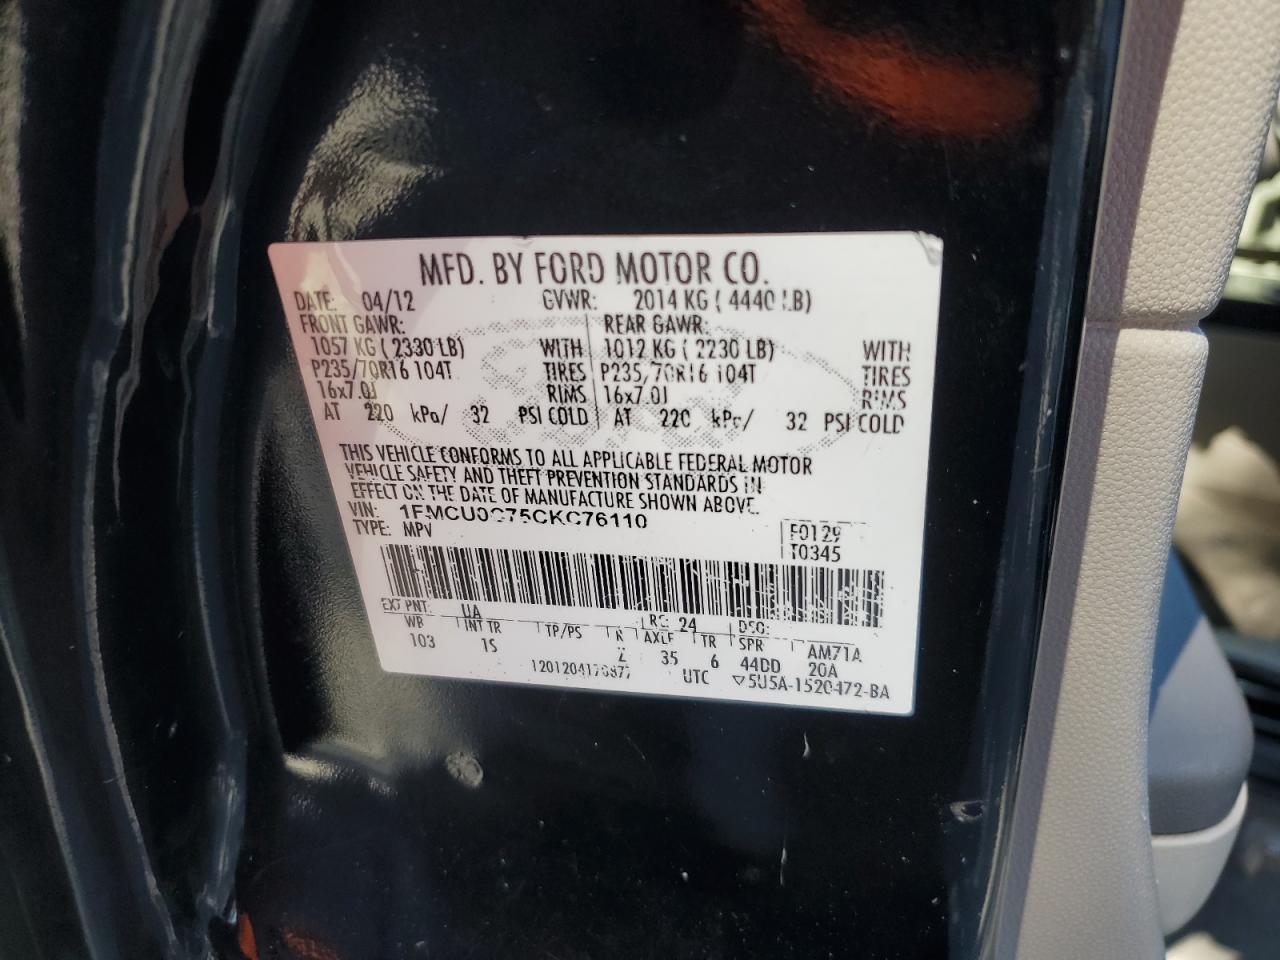 MFD. BY FORD MOTOR CO.
DATE: 04/12 GVWR: 2014 KG ( 4440 LB)
FRONT GAWR: REAR GAWR:
1057 KG ( 2330 LB) WITH 1012 KG ( 2230 LB) WITH
P235/70R16 104T TIRES P235/70R16 104T TIRES
16x7.0J RIMS 16x7.0J RIMS
AT 220 kPa/ 32 PSI COLD AT 220 kPa/ 32 PSI COLD
THIS VEHICLE CONFORMS TO ALL APPLICABLE FEDERAL MOTOR
VEHICLE SAFETY AND THEFT PREVENTION STANDARDS IN
EFFECT ON THE DATE OF MANUFACTURE SHOWN ABOVE.
VIN:
TYPE: MPV
F0129
T0345
EXT PNT: UA RC: 24 DSO:
WB INT TR TP/PS R AXLE TR SPR AM71A
103 1S 2 35 6 44DD 20A
UTC ▽5U5A-1520472-BA